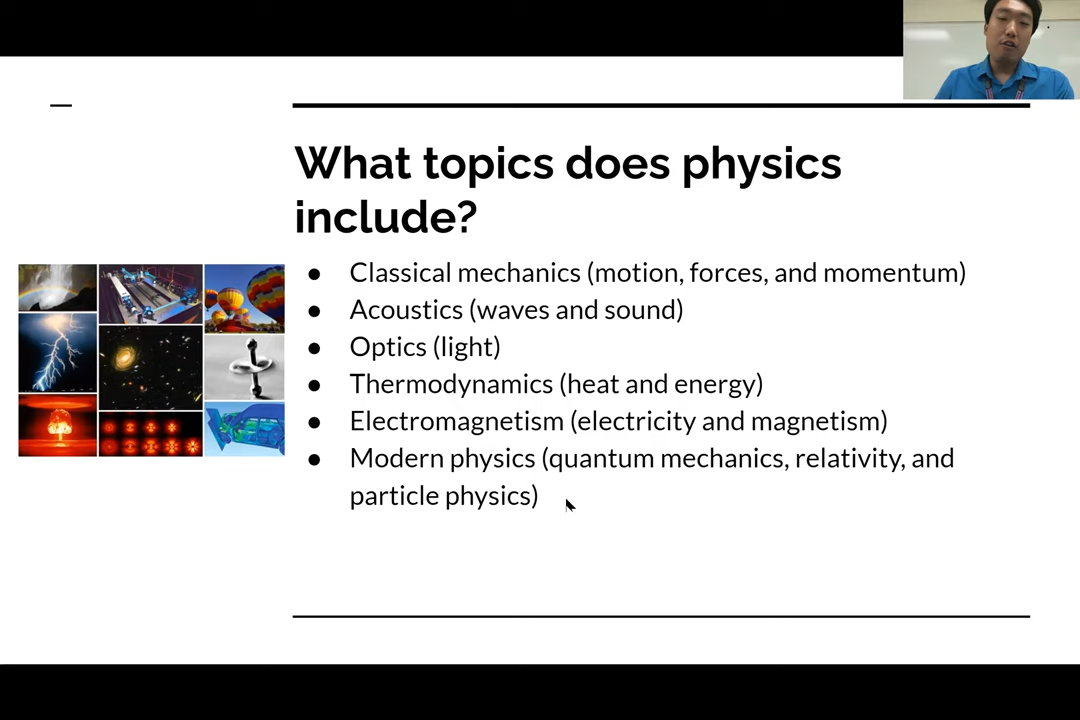 What topics does physics
include?
● Classical mechanics (motion, forces, and momentum)
● Acoustics (waves and sound)
● Optics (light)
● Thermodynamics (heat and energy)
● Electromagnetism (electricity and magnetism)
● Modern physics (quantum mechanics, relativity, and
particle physics)